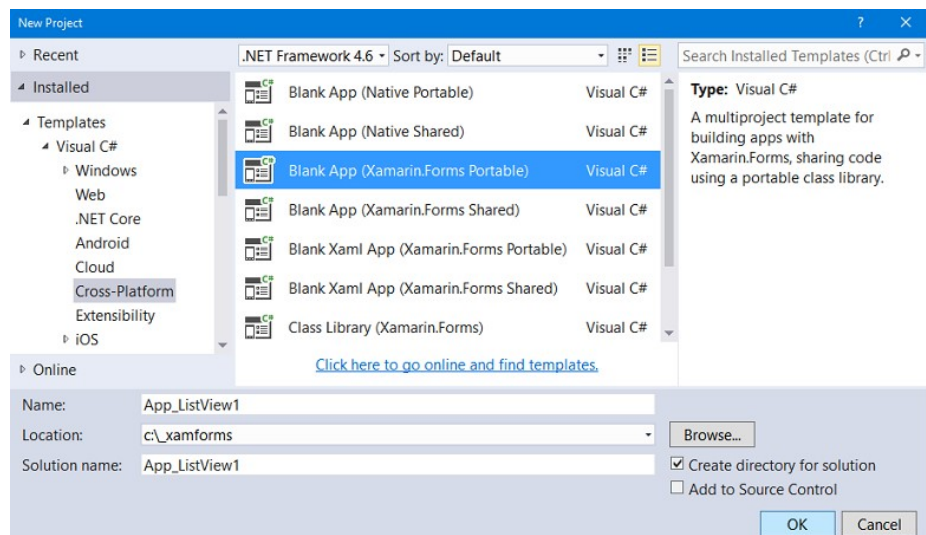 New Project
? ×
Recent
.NET Framework 4.6 Sort by: Default
Search Installed Templates (Ctrl
Installed
Templates
Visual C#
Windows
Web
.NET Core
Android
Cloud
Cross-Platform
Extensibility
iOS
Online
C# Blank App (Native Portable) Visual C#
C# Blank App (Native Shared) Visual C#
C# Blank App (Xamarin.Forms Portable) Visual C#
C# Blank App (Xamarin.Forms Shared) Visual C#
C# Blank Xaml App (Xamarin.Forms Portable) Visual C#
C# Blank Xaml App (Xamarin.Forms Shared) Visual C#
C# Class Library (Xamarin.Forms) Visual C#
Click here to go online and find templates.
Type: Visual C#
A multiproject template for
building apps with
Xamarin.Forms, sharing code
using a portable class library.
Name: App_ListView1
Location: c:\_xamforms
Browse...
Solution name: App_ListView1
Create directory for solution
Add to Source Control
OK Cancel